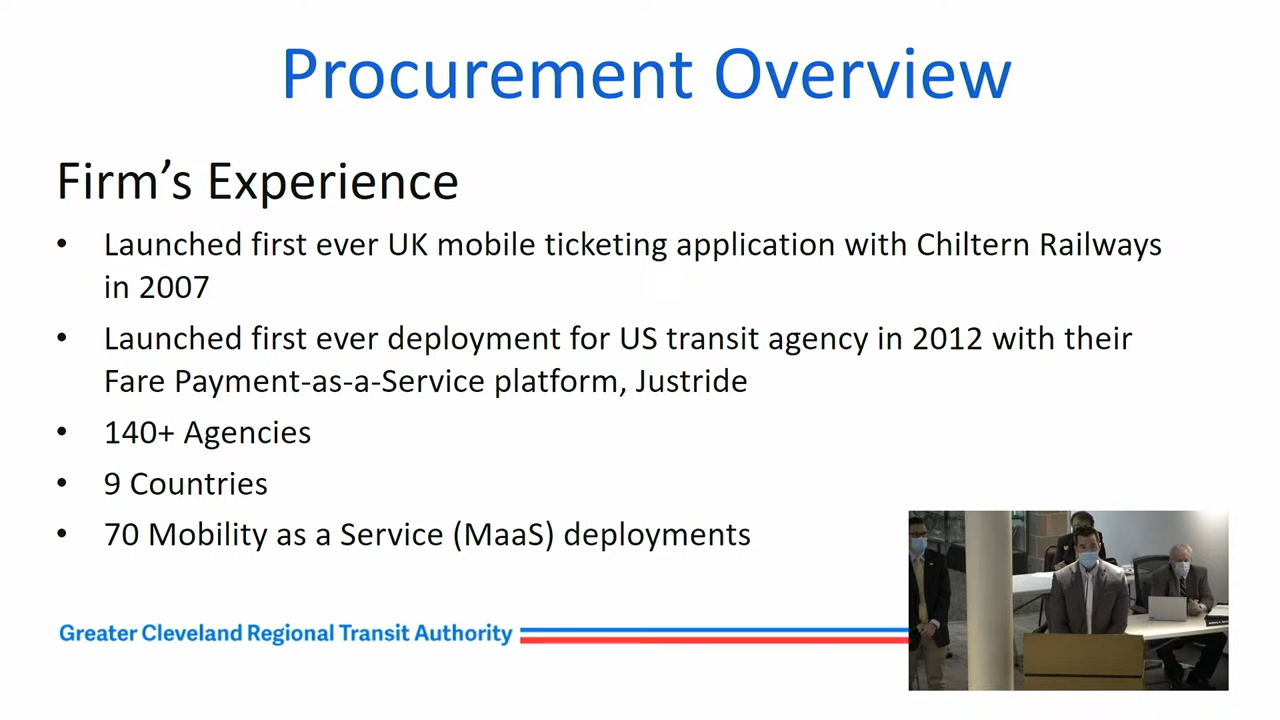 Procurement Overview
Firm's Experience
• Launched first ever UK mobile ticketing application with Chiltern Railways
in 2007
• Launched first ever deployment for US transit agency in 2012 with their
Fare Payment-as-a-Service platform, Justride
• 140+ Agencies
• 9 Countries
• 70 Mobility as a Service (MaaS) deployments
Greater Cleveland Regional Transit Authority